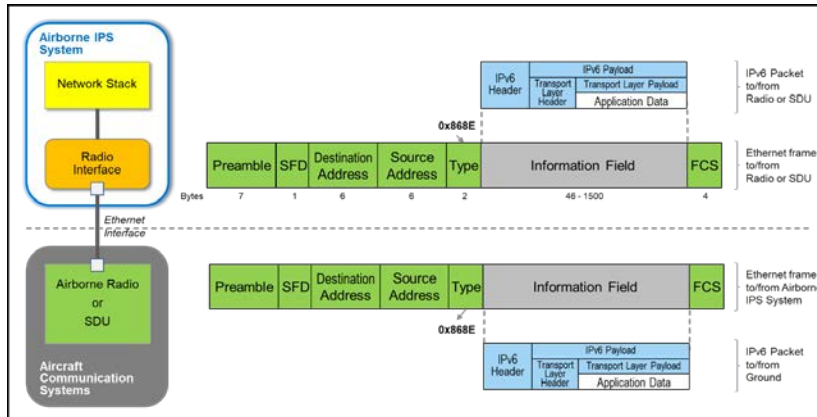 Airborne IPS
System
Network Stack
Radio
Interface
Ethernet
Interface
Airborne Radio
or
SDU
Aircraft
Communication
Systems
IPv6
Header
IPv6 Payload
Transport
Layer
Header
Transport Layer Payload
Application Data
IPv6 Packet
to/from
Radio or SDU
0x868E
Preamble
SFD
Destination
Address
Source
Address
Type
Information Field
FCS
Ethernet frame
to/from
Radio or SDU
Bytes 7 1 6 6 2 46 - 1500 4
Preamble
SFD
Destination
Address
Source
Address
Type
Information Field
FCS
Ethernet frame
to/from Airborne
IPS System
0x868E
IPv6
Header
IPv6 Payload
Transport
Layer
Header
Transport Layer Payload
Application Data
IPv6 Packet
to/from
Ground